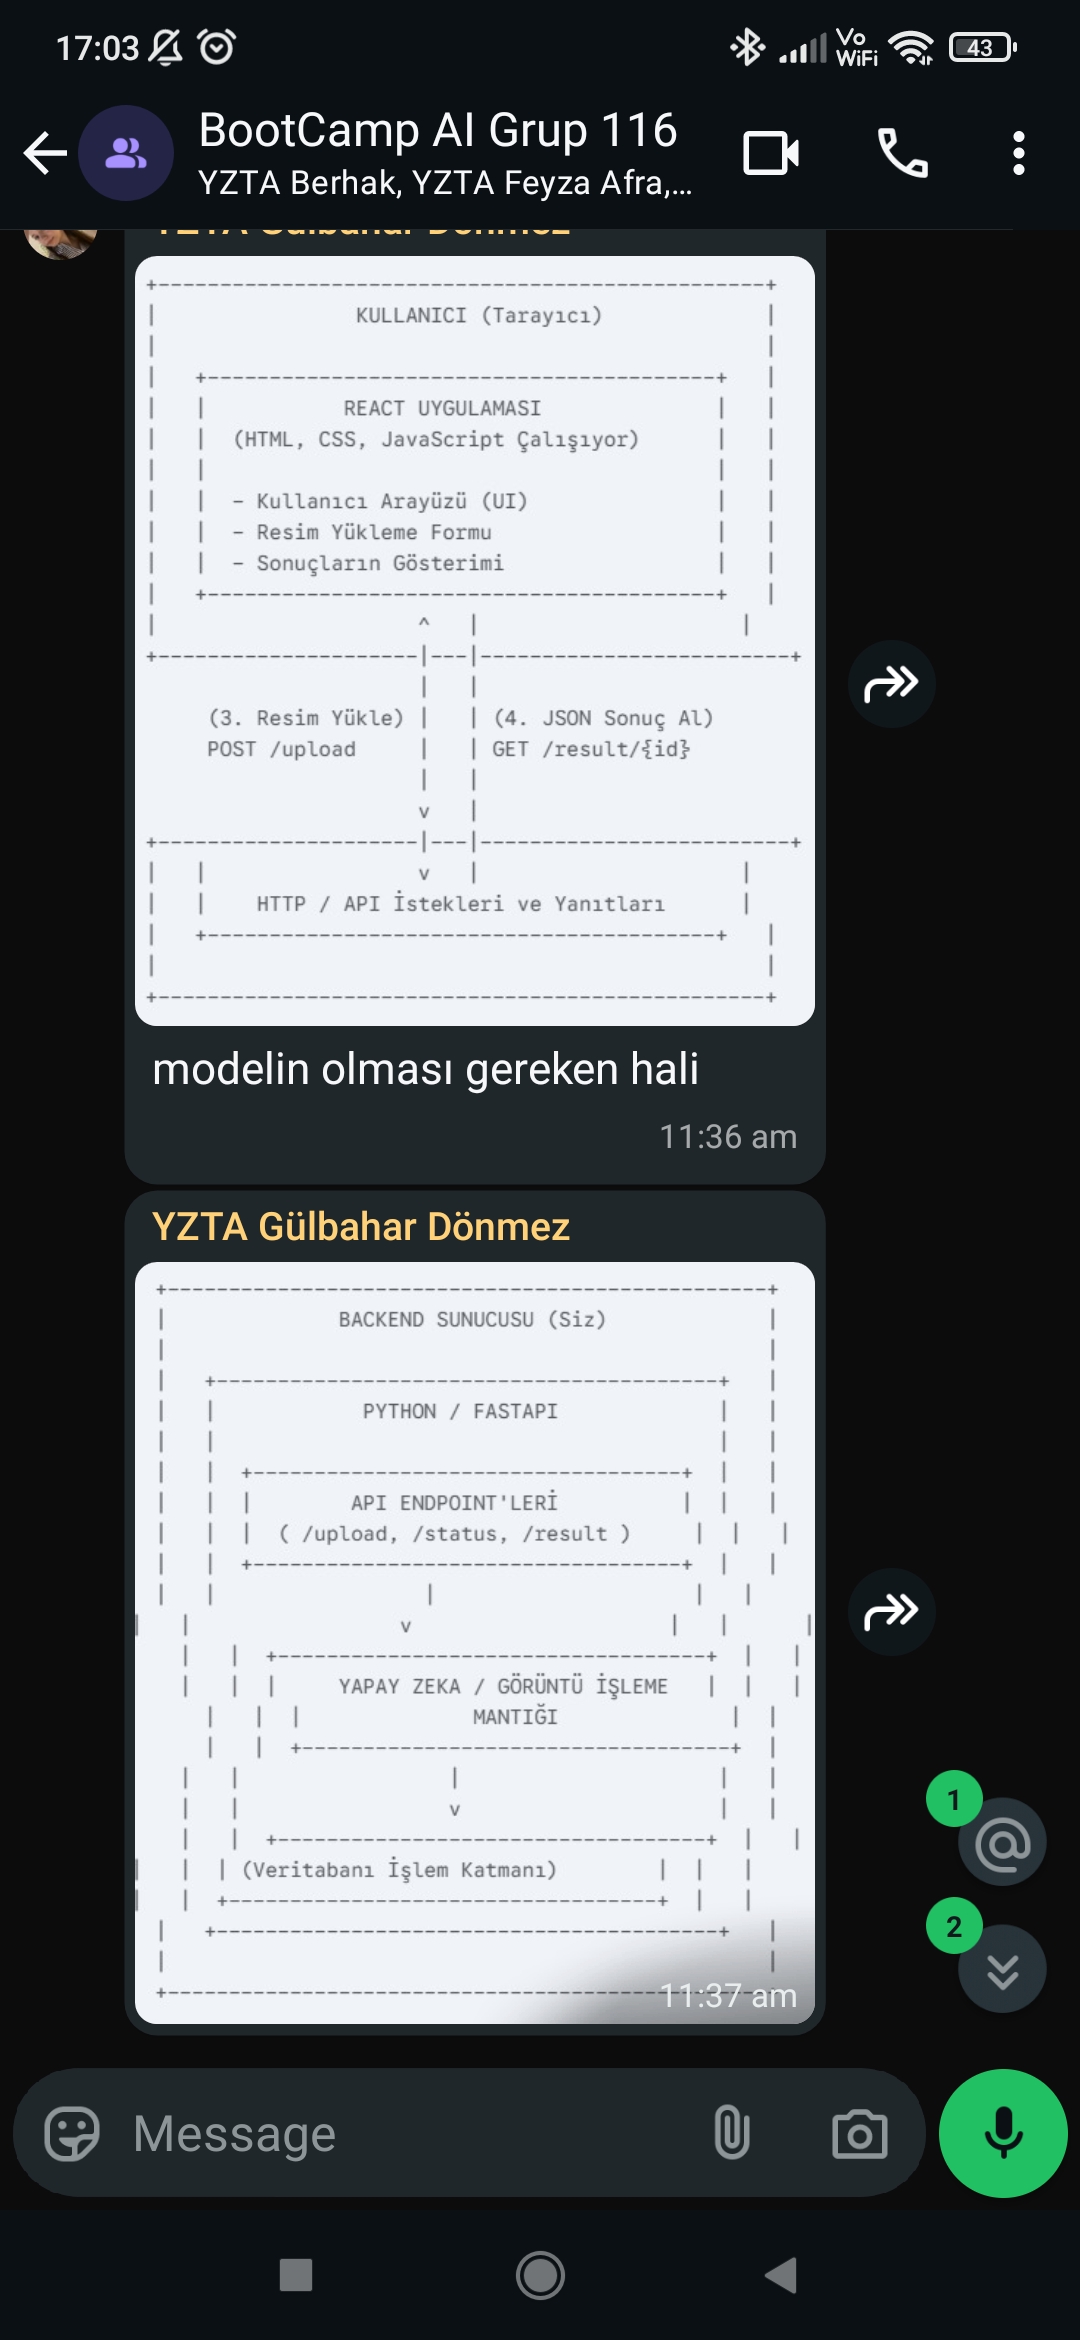 17:03
Vo
WiFi
43
BootCamp AI Grup 116
YZTA Berhak, YZTA Feyza Afra,...
YZTA Gülbahar Dönmez
KULLANICI (Tarayıcı)
REACT UYGULAMASI
(HTML, CSS, JavaScript Çalışıyor)
- Kullanıcı Arayüzü (UI)
- Resim Yükleme Formu
- Sonuçların Gösterimi
(3. Resim Yükle) (4. JSON Sonuç Al)
POST /upload GET /result/{id}
HTTP / API İstekleri ve Yanıtları
modelin olması gereken hali
11:36 am
YZTA Gülbahar Dönmez
BACKEND SUNUCUSU (Siz)
PYTHON / FASTAPI
API ENDPOINT'LERİ
( /upload, /status, /result )
YAPAY ZEKA / GÖRÜNTÜ İŞLEME
MANTIĞI
(Veritabanı İşlem Katmanı)
11:37 am
1
2
Message